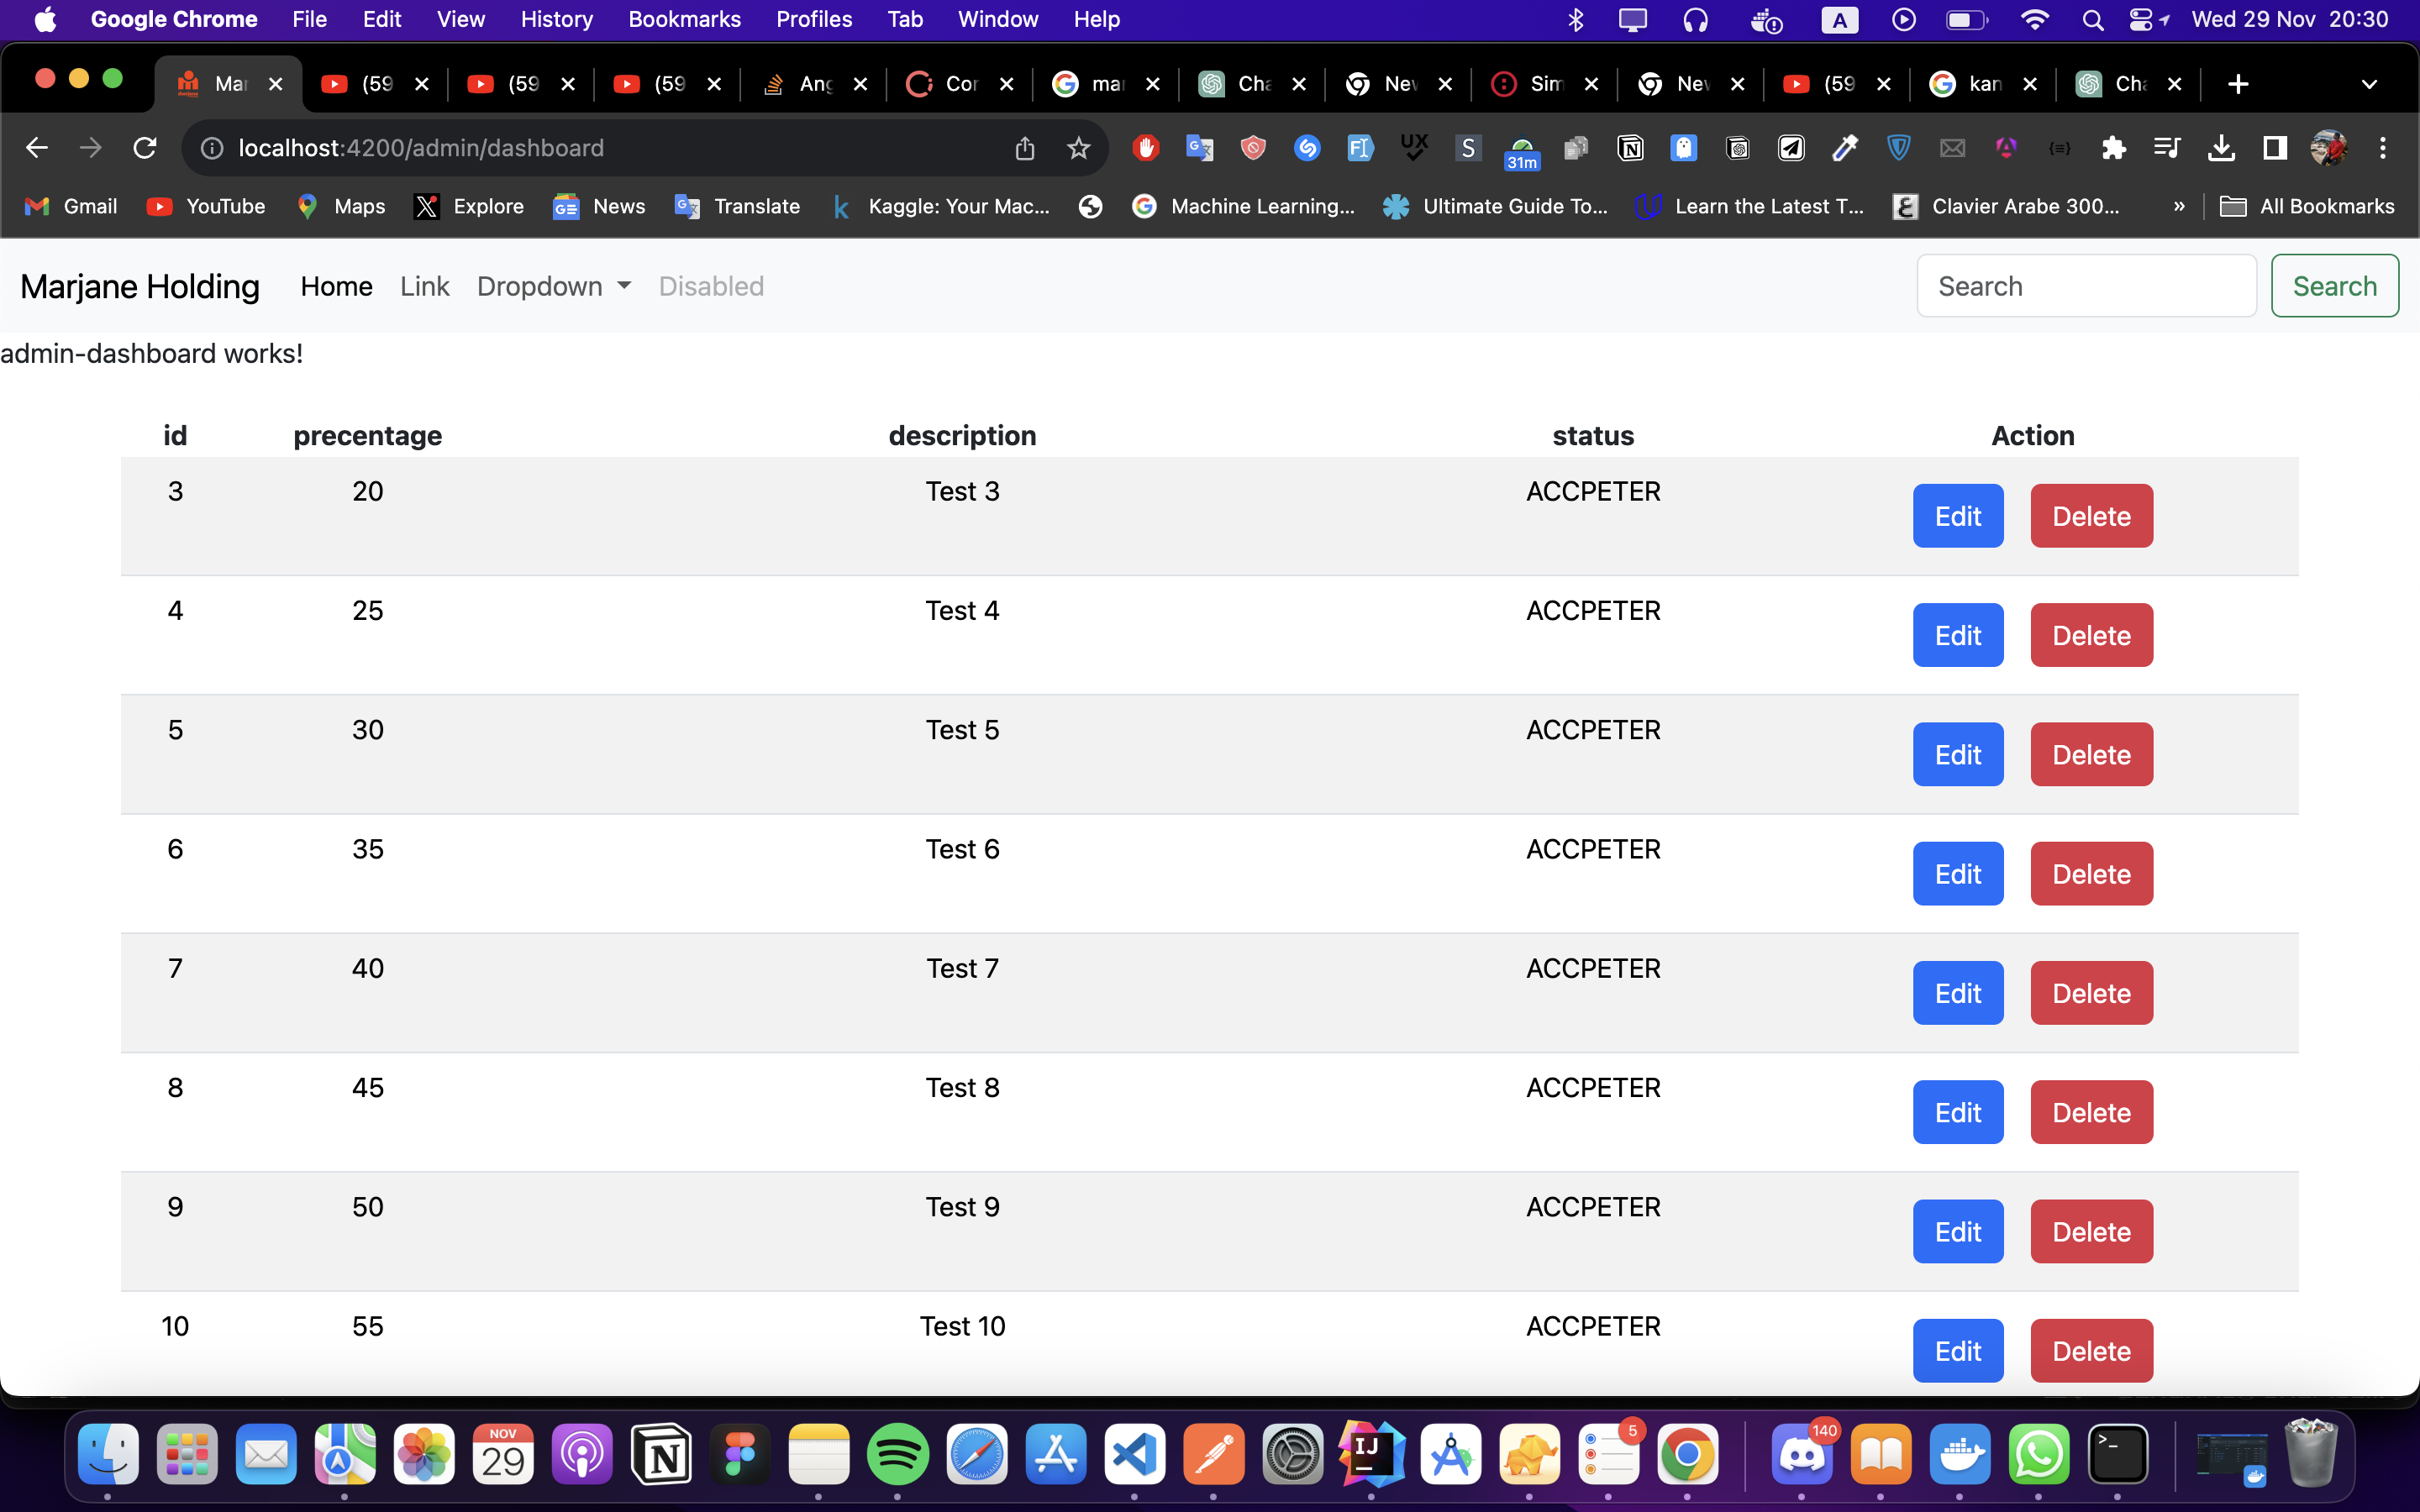 Google Chrome File Edit View History Bookmarks Profiles Tab Window Help A Wed 29 Nov 20:30
Mar (59 (59 (59 Ang Cor mar Cha New Sim New (59 kan Cha
localhost:4200/admin/dashboard UX S 31m
Gmail YouTube Maps Explore News Translate Kaggle: Your Mac... Machine Learning... Ultimate Guide To... Learn the Latest T... Clavier Arabe 300... » All Bookmarks
Marjane Holding Home Link Dropdown Disabled Search Search
admin-dashboard works!
id precentage description status Action
3 20 Test 3 ACCPETER Edit Delete
4 25 Test 4 ACCPETER Edit Delete
5 30 Test 5 ACCPETER Edit Delete
6 35 Test 6 ACCPETER Edit Delete
7 40 Test 7 ACCPETER Edit Delete
8 45 Test 8 ACCPETER Edit Delete
9 50 Test 9 ACCPETER Edit Delete
10 55 Test 10 ACCPETER Edit Delete
NOV 5 140
29 IJ